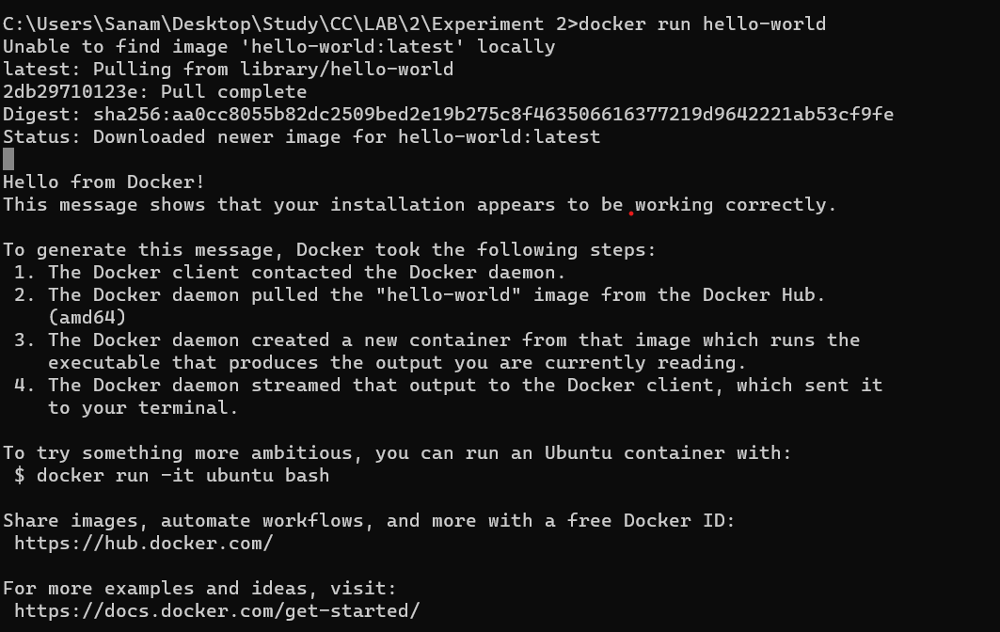 C:\Users\Sanam\Desktop\Study\CC\LAB\2\Experiment 2>docker run hello-world
Unable to find image 'hello-world:latest' locally
latest: Pulling from library/hello-world
2db29710123e: Pull complete
Digest: sha256:aa0cc8055b82dc2509bed2e19b275c8f463506616377219d9642221ab53cf9fe
Status: Downloaded newer image for hello-world:latest
Hello from Docker!
This message shows that your installation appears to be working correctly.
To generate this message, Docker took the following steps:
1. The Docker client contacted the Docker daemon.
2. The Docker daemon pulled the "hello-world" image from the Docker Hub.
(amd64)
3. The Docker daemon created a new container from that image which runs the
executable that produces the output you are currently reading.
4. The Docker daemon streamed that output to the Docker client, which sent it
to your terminal.
To try something more ambitious, you can run an Ubuntu container with:
$ docker run -it ubuntu bash
Share images, automate workflows, and more with a free Docker ID:
https://hub.docker.com/
For more examples and ideas, visit:
https://docs.docker.com/get-started/